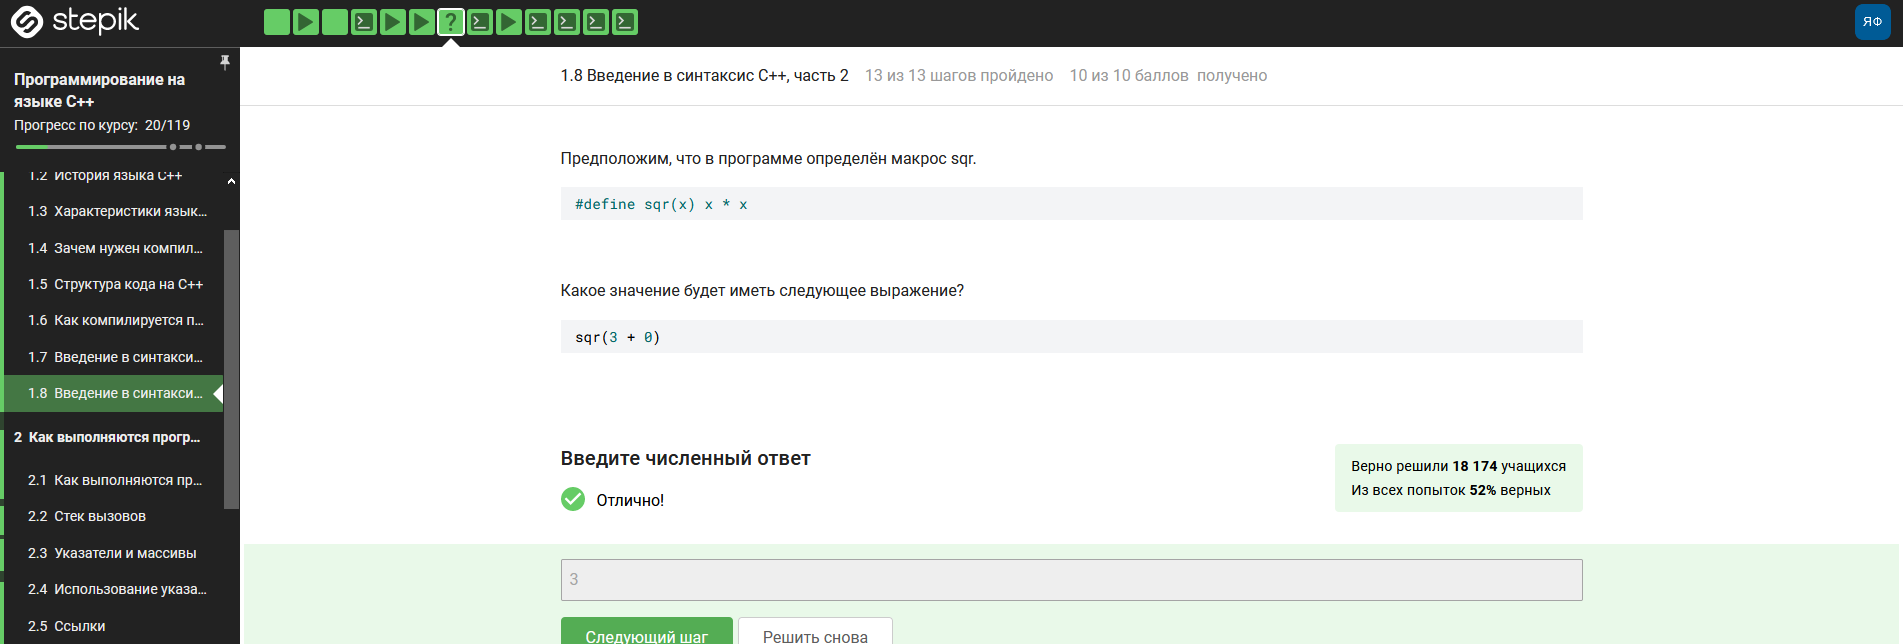 stepik
?
ЯФ
Программирование на
языке C++
Прогресс по курсу: 20/119
1.2 История языка C++
1.3 Характеристики язык...
1.4 Зачем нужен компил...
1.5 Структура кода на C++
1.6 Как компилируется п...
1.7 Введение в синтакси...
1.8 Введение в синтакси...
2 Как выполняются прогр...
2.1 Как выполняются пр...
2.2 Стек вызовов
2.3 Указатели и массивы
2.4 Использование указа...
2.5 Ссылки
1.8 Введение в синтаксис C++, часть 2 13 из 13 шагов пройдено 10 из 10 баллов получено
Предположим, что в программе определён макрос sqr.
#define sqr(x) x * x
Какое значение будет иметь следующее выражение?
sqr(3 + 0)
Введите численный ответ
Отлично!
Верно решили 18 174 учащихся
Из всех попыток 52% верных
3
Следующий шаг
Решить снова